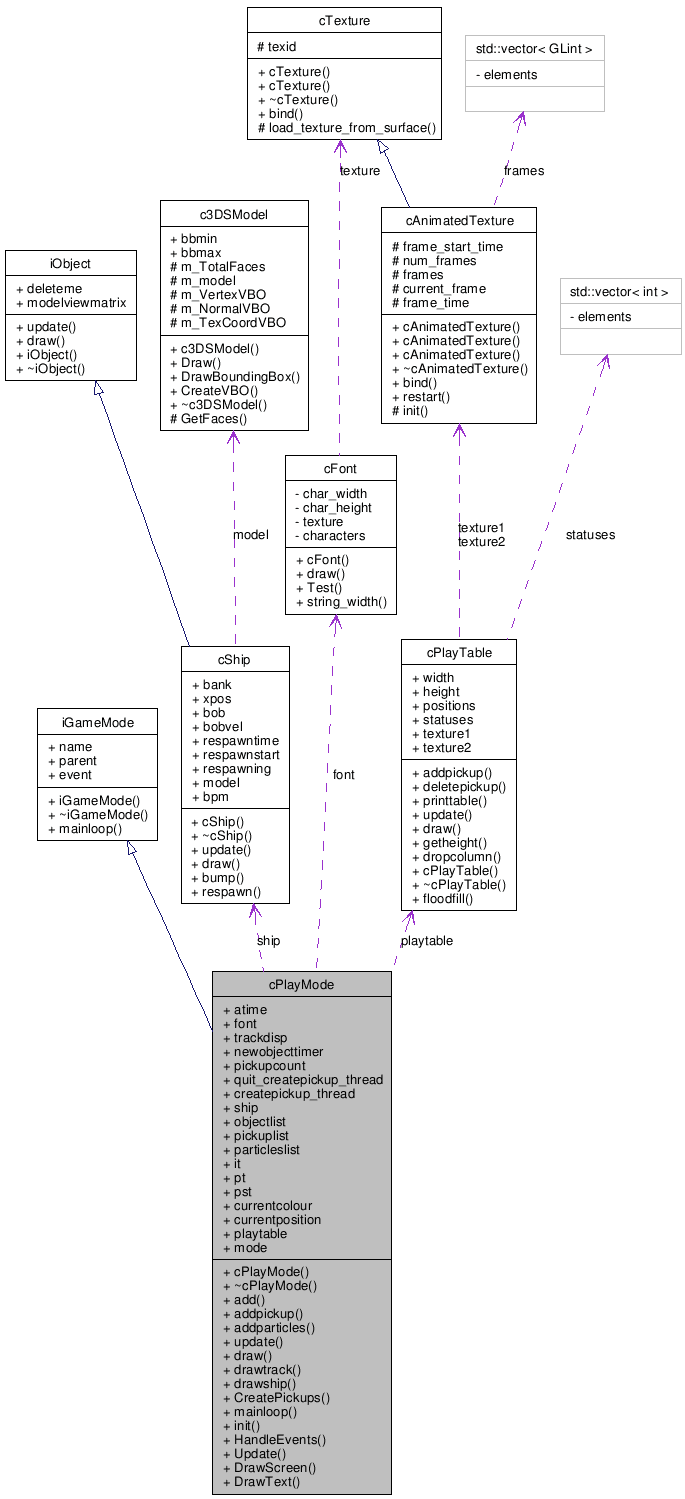 cTexture
# texid
+ cTexture()
+ cTexture()
+ ~cTexture()
+ bind()
# load_texture_from_surface()
std::vector< GLint >
- elements
texture
frames
c3DSModel
+ bbmin
+ bbmax
# m_TotalFaces
# m_model
# m_VertexVBO
# m_NormalVBO
# m_TexCoordVBO
+ c3DSModel()
+ Draw()
+ DrawBoundingBox()
+ CreateVBO()
+ ~c3DSModel()
# GetFaces()
cAnimatedTexture
# frame_start_time
# num_frames
# frames
# current_frame
# frame_time
+ cAnimatedTexture()
+ cAnimatedTexture()
+ cAnimatedTexture()
+ ~cAnimatedTexture()
+ bind()
+ restart()
# init()
iObject
+ deleteme
+ modelviewmatrix
+ update()
+ draw()
+ iObject()
+ ~iObject()
std::vector< int >
- elements
cFont
- char_width
- char_height
- texture
- characters
+ cFont()
+ draw()
+ Test()
+ string_width()
model
texture1
texture2
statuses
cShip
+ bank
+ xpos
+ bob
+ bobvel
+ respawntime
+ respawnstart
+ respawning
+ model
+ bpm
+ cShip()
+ ~cShip()
+ update()
+ draw()
+ bump()
+ respawn()
cPlayTable
+ width
+ height
+ positions
+ statuses
+ texture1
+ texture2
+ addpickup()
+ deletepickup()
+ printtable()
+ update()
+ draw()
+ getheight()
+ dropcolumn()
+ cPlayTable()
+ ~cPlayTable()
+ floodfill()
iGameMode
+ name
+ parent
+ event
+ iGameMode()
+ ~iGameMode()
+ mainloop()
font
ship
playtable
cPlayMode
+ atime
+ font
+ trackdisp
+ newobjecttimer
+ pickupcount
+ quit_createpickup_thread
+ createpickup_thread
+ ship
+ objectlist
+ pickuplist
+ particleslist
+ it
+ pt
+ pst
+ currentcolour
+ currentposition
+ playtable
+ mode
+ cPlayMode()
+ ~cPlayMode()
+ add()
+ addpickup()
+ addparticles()
+ update()
+ draw()
+ drawtrack()
+ drawship()
+ CreatePickups()
+ mainloop()
+ init()
+ HandleEvents()
+ Update()
+ DrawScreen()
+ DrawText()